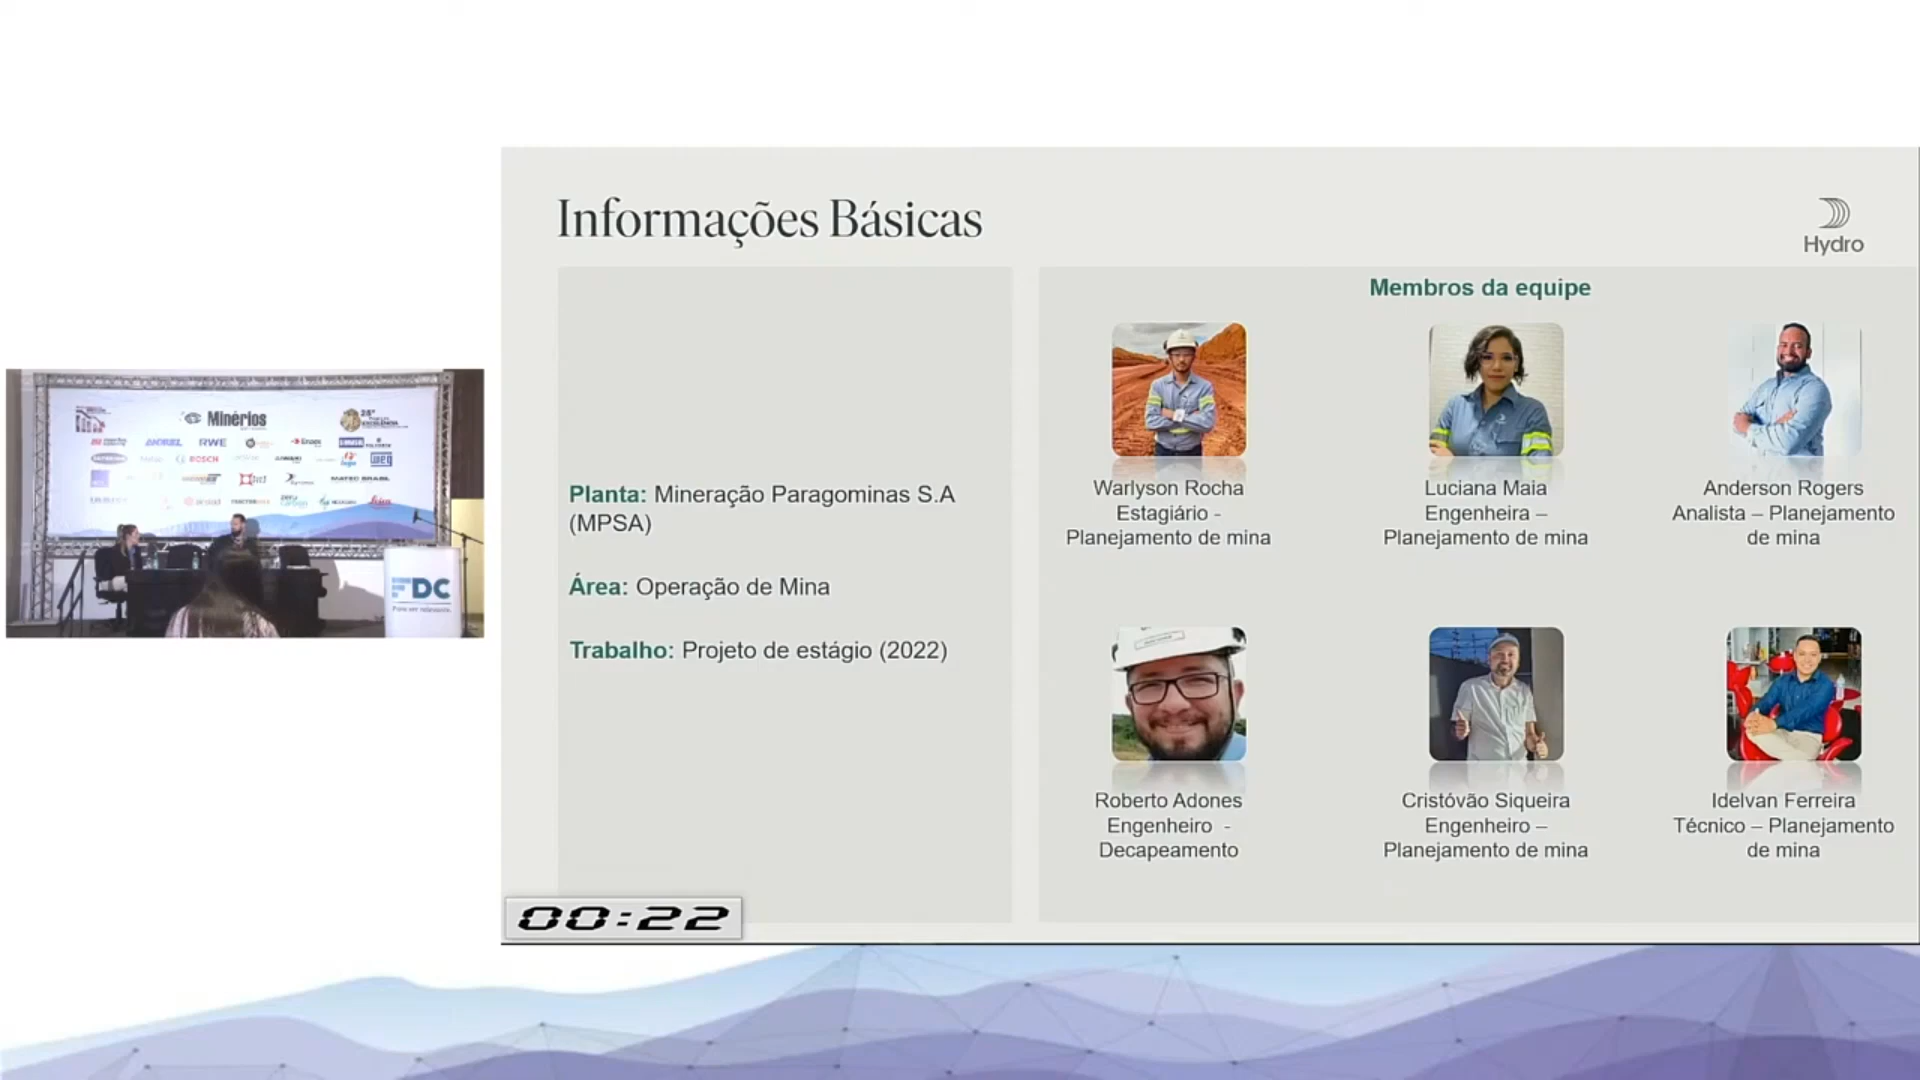 Informações Básicas
Hydro
Planta: Mineração Paragominas S.A
(MPSA)
Área: Operação de Mina
Trabalho: Projeto de estágio (2022)
Membros da equipe
Warlyson Rocha
Estagiário -
Planejamento de mina
Luciana Maia
Engenheira –
Planejamento de mina
Anderson Rogers
Analista – Planejamento
de mina
Roberto Adones
Engenheiro -
Decapeamento
Cristóvão Siqueira
Engenheiro –
Planejamento de mina
Idelvan Ferreira
Técnico – Planejamento
de mina
00:22
Minérios
RWE
BOSCH
WEG
MATEC BRASIL
FDC